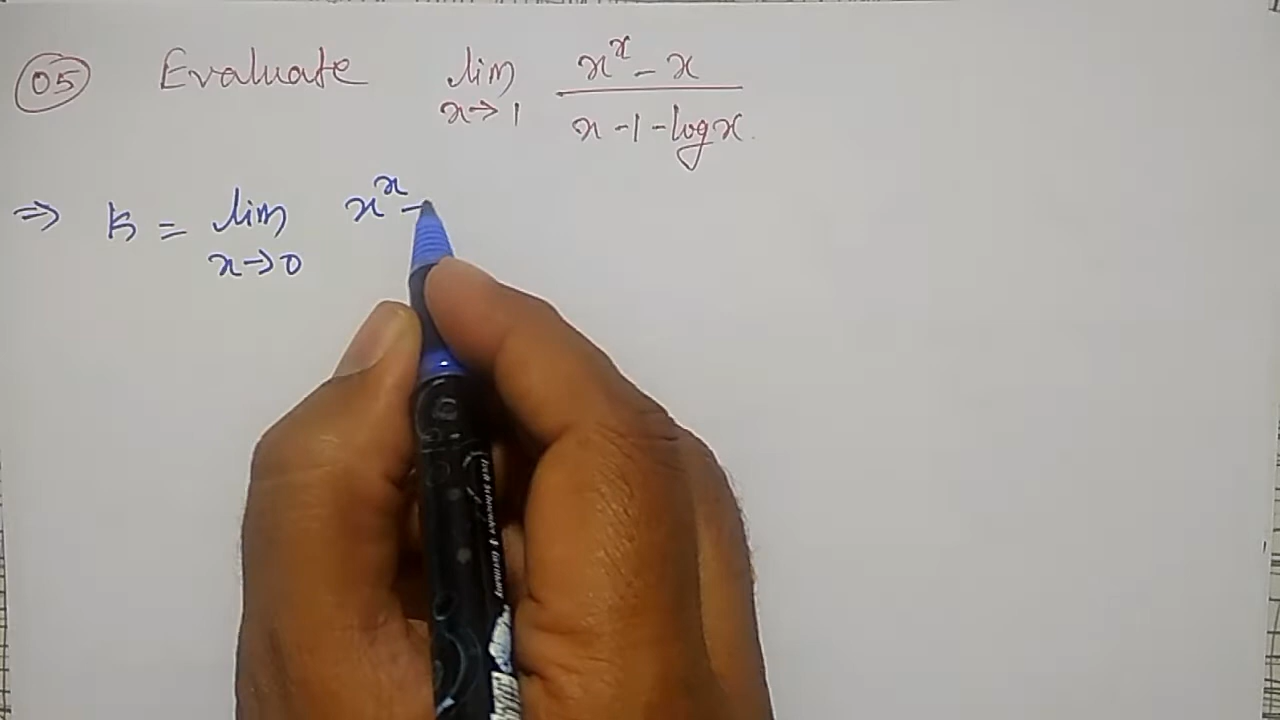 05 Evaluate lim x→1 x^x - x / x - 1 - log x
⇒ K = lim x→0 x^x -